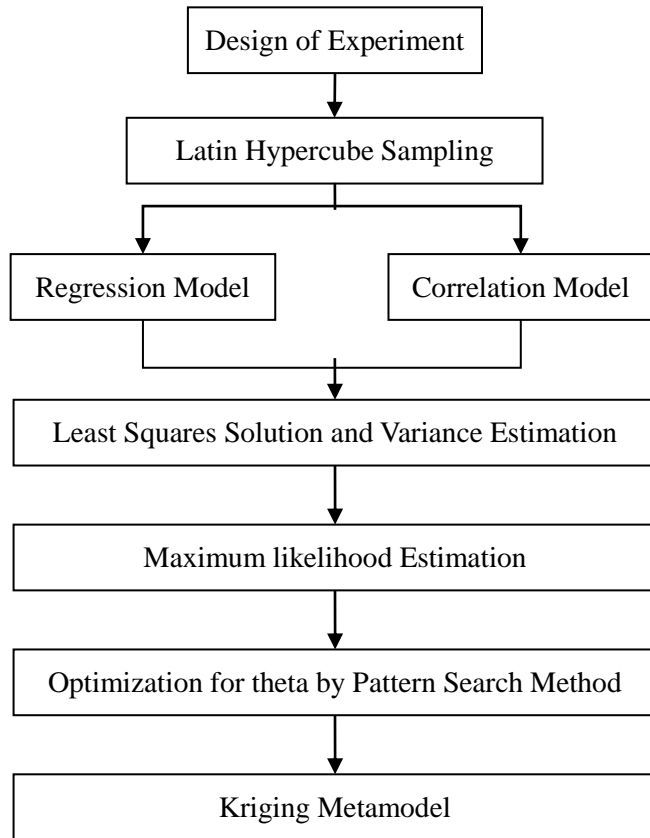 Design of Experiment
Latin Hypercube Sampling
Regression Model
Correlation Model
Least Squares Solution and Variance Estimation
Maximum likelihood Estimation
Optimization for theta by Pattern Search Method
Kriging Metamodel